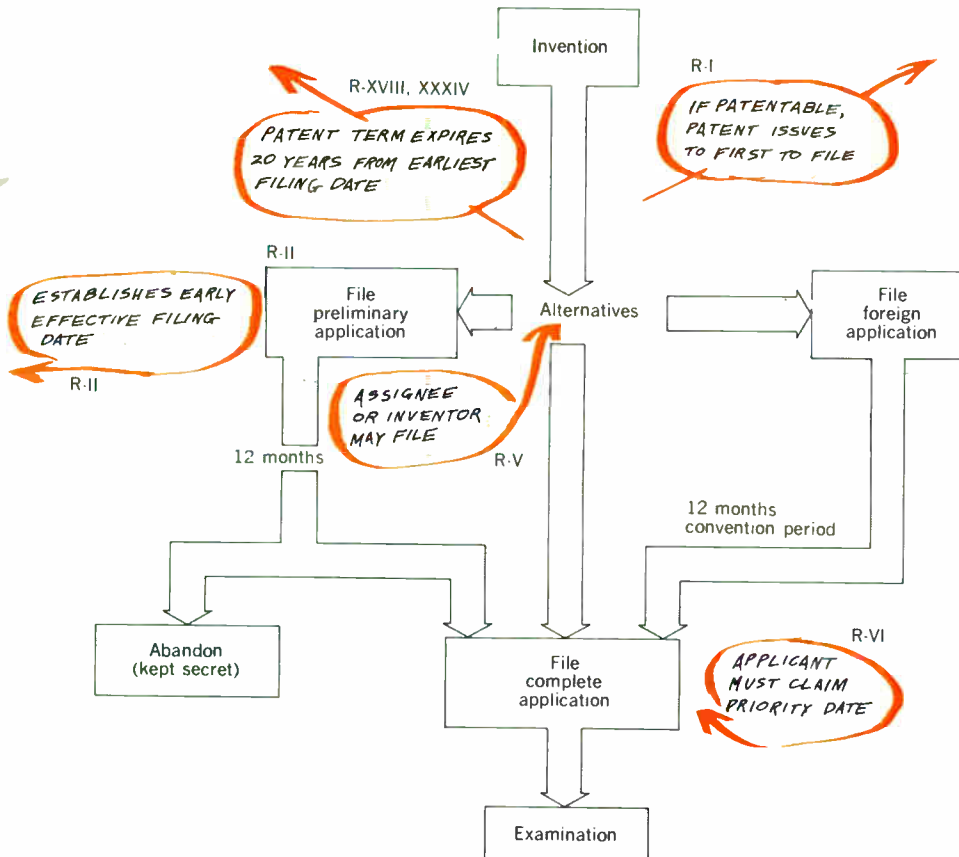 Invention
R-XVIII, XXXIV
PATENT TERM EXPIRES
20 YEARS FROM EARLIEST
FILING DATE
R-I
IF PATENTABLE,
PATENT ISSUES
TO FIRST TO FILE
R-II
ESTABLISHES EARLY
EFFECTIVE FILING
DATE
R-II
File
preliminary
application
Alternatives
File
foreign
application
ASSIGNEE
OR INVENTOR
MAY FILE
R-V
12 months
12 months
convention period
Abandon
(kept secret)
File
complete
application
R-VI
APPLICANT
MUST CLAIM
PRIORITY DATE
Examination